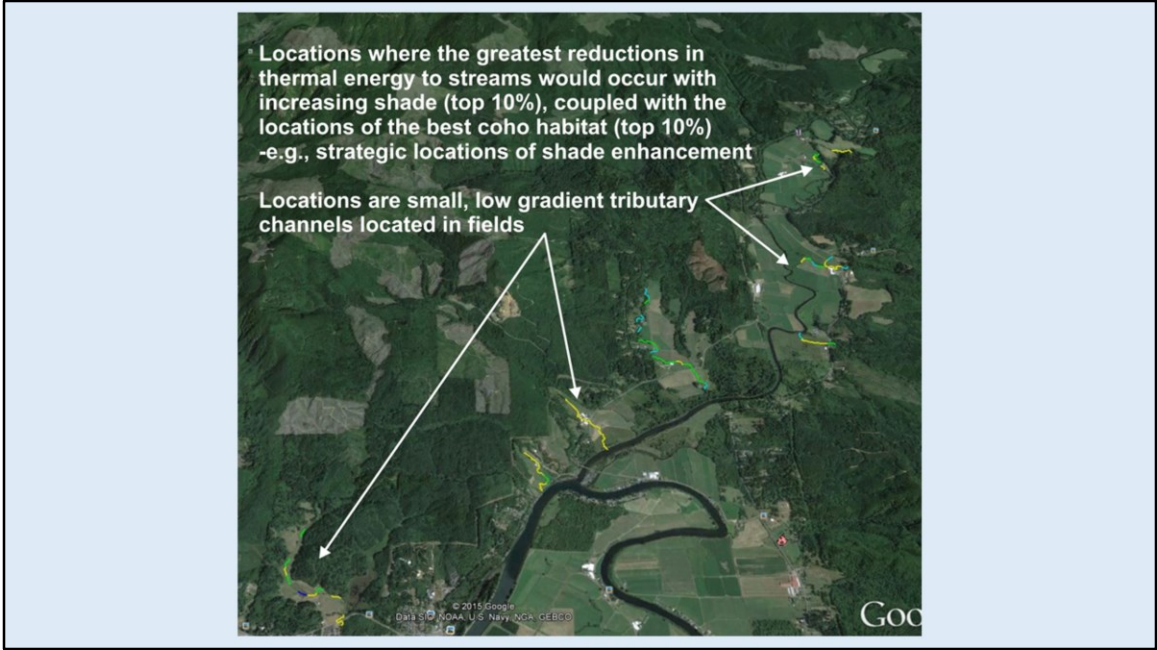 Locations where the greatest reductions in
thermal energy to streams would occur with
increasing shade (top 10%), coupled with the
locations of the best coho habitat (top 10%)
-e.g., strategic locations of shade enhancement
Locations are small, low gradient tributary
channels located in fields
© 2015 Google
Data SIO, NOAA, U.S. Navy, NGA, GEBCO
Goo